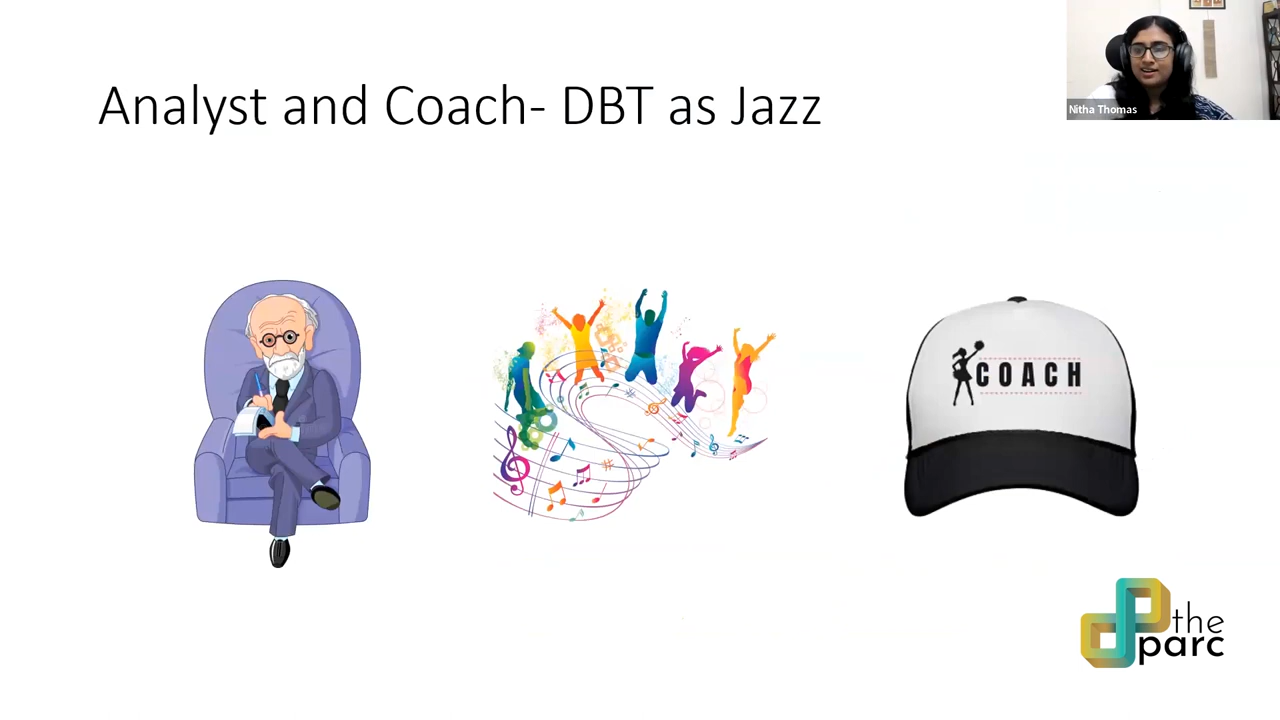 Analyst and Coach- DBT as Jazz
Nitha Thomas
COACH
the
parc